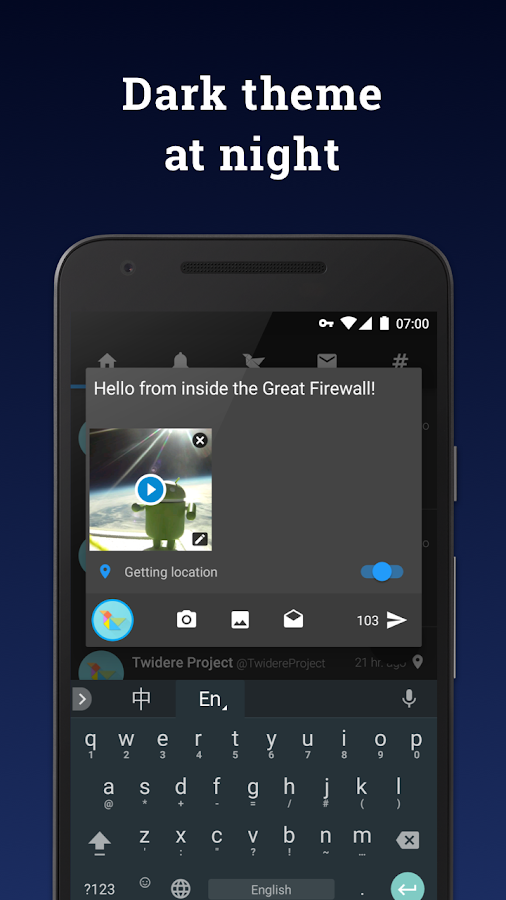 Dark theme
at night
07:00
#
Hello from inside the Great Firewall!
Getting location
103
Twidere Project @TwidereProject 21 hr. ago
中 En
q w e r t y u i o p
1 2 3 4 5 6 7 8 9 0
a s d f g h j k l
@ * + - = / # ( )
z x c v b n m
' : " ? ! ~ …
?123 English .